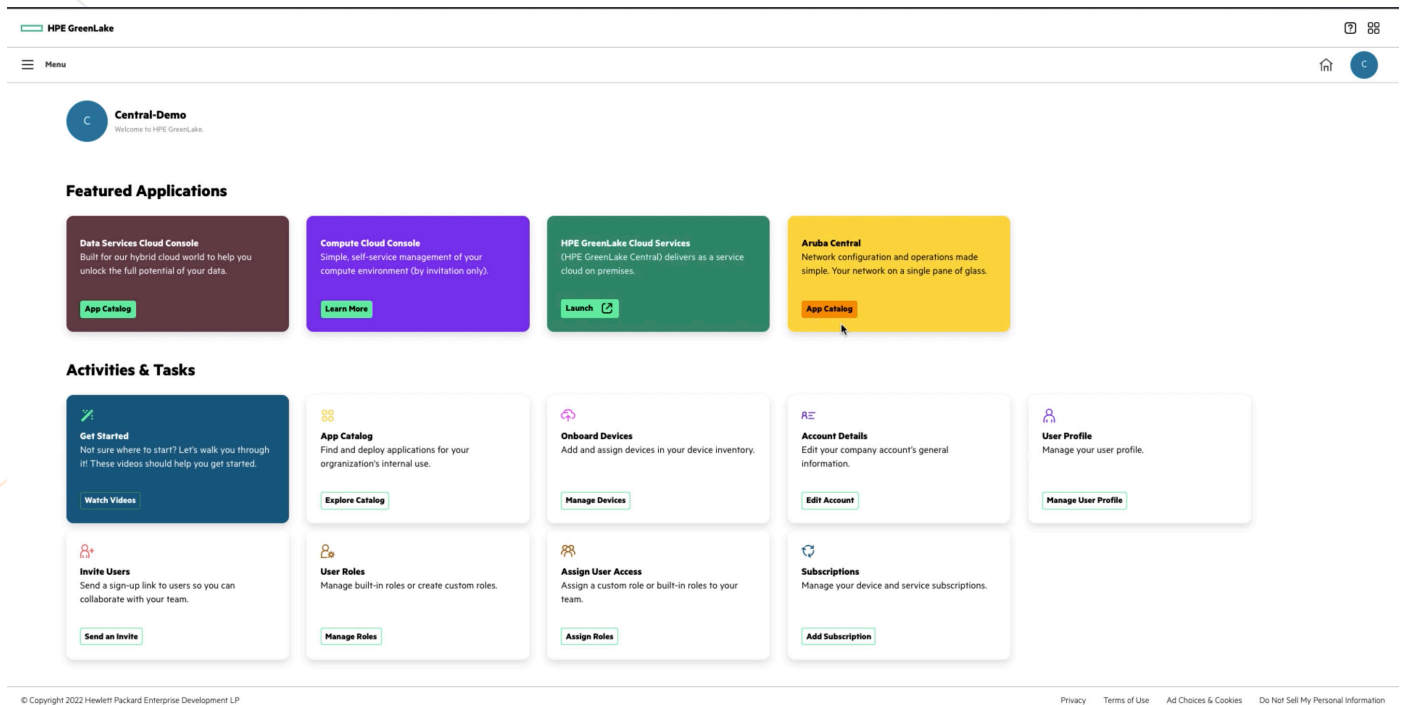 HPE GreenLake
Menu
C
C
Central-Demo
Welcome to HPE GreenLake.
Featured Applications
Data Services Cloud Console
Built for our hybrid cloud world to help you
unlock the full potential of your data.
App Catalog
Compute Cloud Console
Simple, self-service management of your
compute environment (by invitation only).
Learn More
HPE GreenLake Cloud Services
(HPE GreenLake Central) delivers as a service
cloud on premises.
Launch
Aruba Central
Network configuration and operations made
simple. Your network on a single pane of glass.
App Catalog
Activities & Tasks
Get Started
Not sure where to start? Let's walk you through
it! These videos should help you get started.
Watch Videos
App Catalog
Find and deploy applications for your
orgranization's internal use.
Explore Catalog
Onboard Devices
Add and assign devices in your device inventory.
Manage Devices
Account Details
Edit your company account's general
information.
Edit Account
User Profile
Manage your user profile.
Manage User Profile
Invite Users
Send a sign-up link to users so you can
collaborate with your team.
Send an Invite
User Roles
Manage built-in roles or create custom roles.
Manage Roles
Assign User Access
Assign a custom role or built-in roles to your
team.
Assign Roles
Subscriptions
Manage your device and service subscriptions.
Add Subscription
© Copyright 2022 Hewlett Packard Enterprise Development LP
Privacy Terms of Use Ad Choices & Cookies Do Not Sell My Personal Information